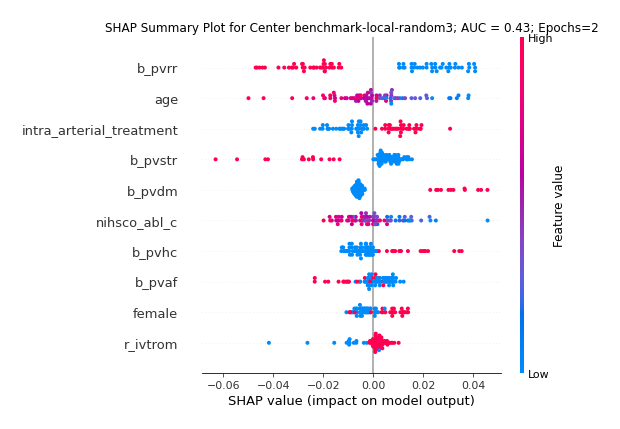 SHAP Summary Plot for Center benchmark-local-random3; AUC = 0.43; Epochs=2
High
b_pvrr
age
intra_arterial_treatment
b_pvstr
b_pvdm
nihsco_abl_c
b_pvhc
b_pvaf
female
r_ivtrom
Feature value
Low
−0.06 −0.04 −0.02 0.00 0.02 0.04
SHAP value (impact on model output)